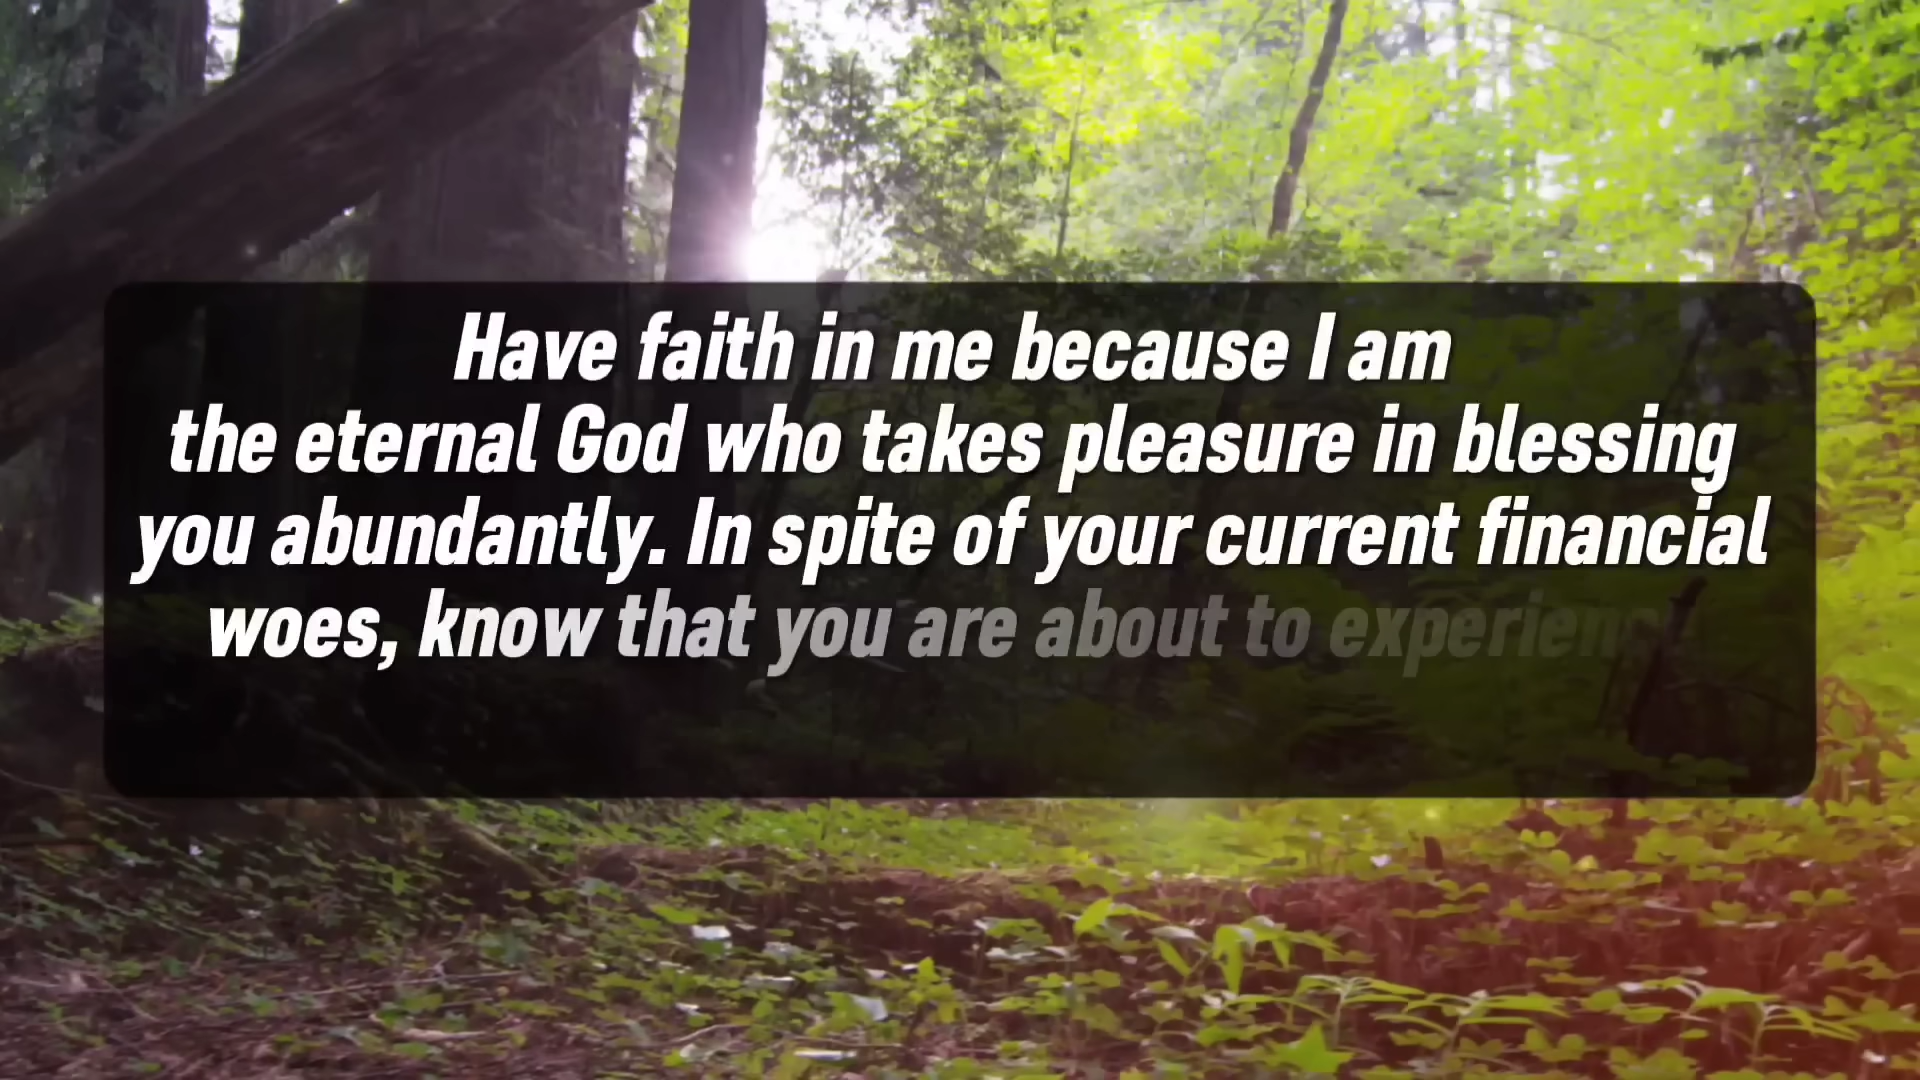 Have faith in me because I am
the eternal God who takes pleasure in blessing
you abundantly. In spite of your current financial
woes, know that you are about to